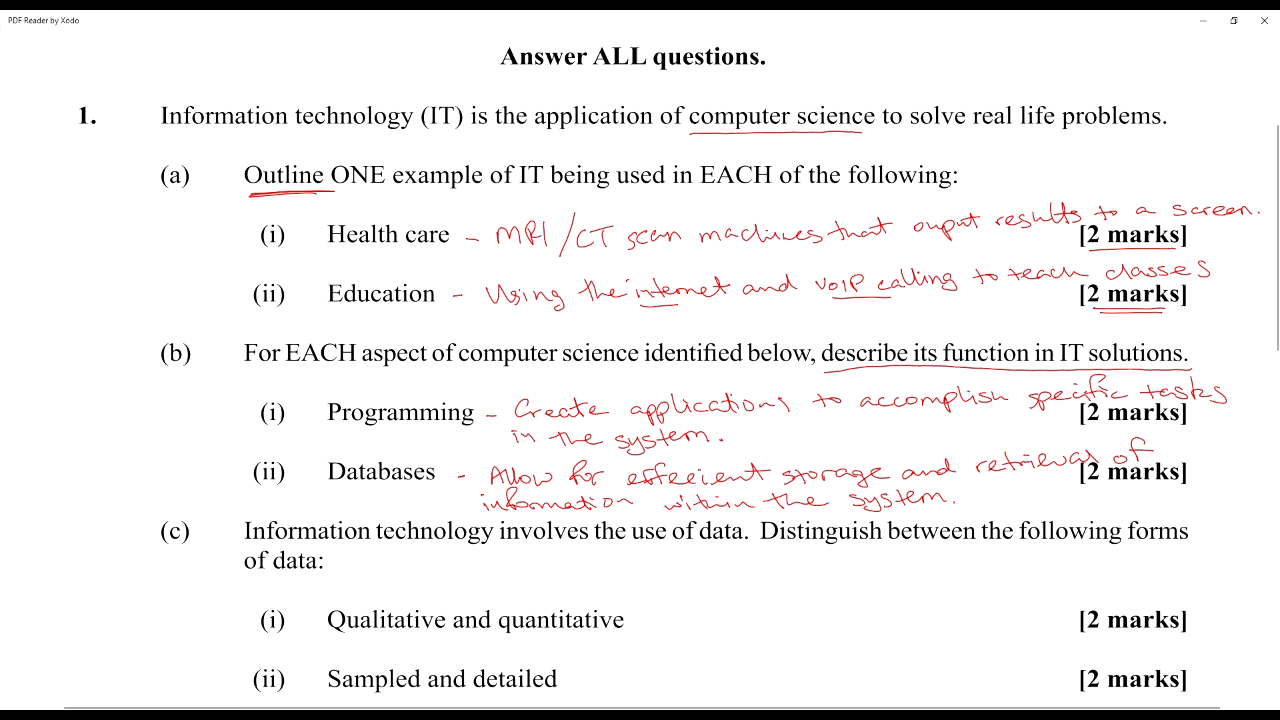 PDF Reader by Xodo
Answer ALL questions.
1. Information technology (IT) is the application of computer science to solve real life problems.
(a) Outline ONE example of IT being used in EACH of the following:
(i) Health care - MRI/CT scan machines that ouput results to a screen. [2 marks]
(ii) Education - Using the internet and VOIP calling to teach classes [2 marks]
(b) For EACH aspect of computer science identified below, describe its function in IT solutions.
(i) Programming - Create applications to accomplish specific tasks [2 marks]
in the system.
(ii) Databases - Allow for effecient storage and retrieval of [2 marks]
information within the system.
(c) Information technology involves the use of data. Distinguish between the following forms
of data:
(i) Qualitative and quantitative [2 marks]
(ii) Sampled and detailed [2 marks]